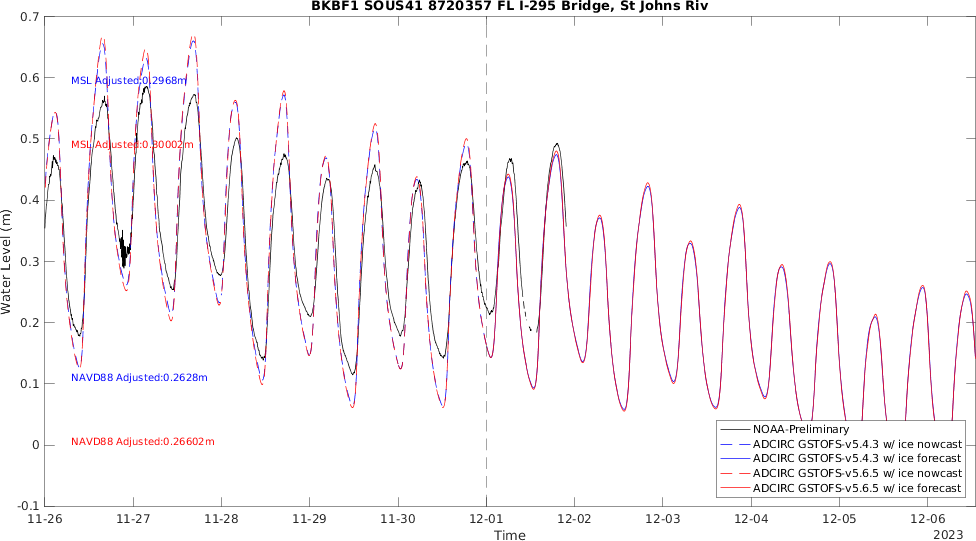 BKBF1 SOUS41 8720357 FL I-295 Bridge, St Johns Riv
Water Level (m)
0.7
0.6
0.5
0.4
0.3
0.2
0.1
0
-0.1
MSL Adjusted:0.2968m
MSL Adjusted:0.30002m
NAVD88 Adjusted:0.2628m
NAVD88 Adjusted:0.26602m
NOAA-Preliminary
ADCIRC GSTOFS-v5.4.3 w/ ice nowcast
ADCIRC GSTOFS-v5.4.3 w/ ice forecast
ADCIRC GSTOFS-v5.6.5 w/ ice nowcast
ADCIRC GSTOFS-v5.6.5 w/ ice forecast
11-26 11-27 11-28 11-29 11-30 12-01 12-02 12-03 12-04 12-05 12-06
Time
2023